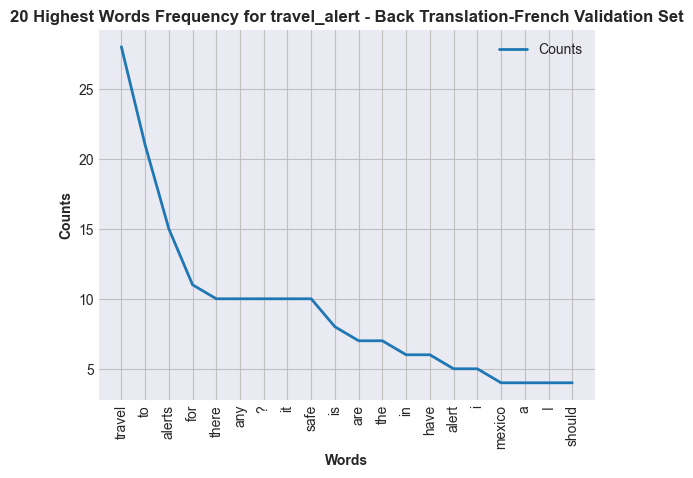 20 Highest Words Frequency for travel_alert - Back Translation-French Validation Set
Counts
25
20
15
10
5
Counts
travel
to
alerts
for
there
any
?
it
safe
is
are
the
in
have
alert
i
mexico
a
I
should
Words